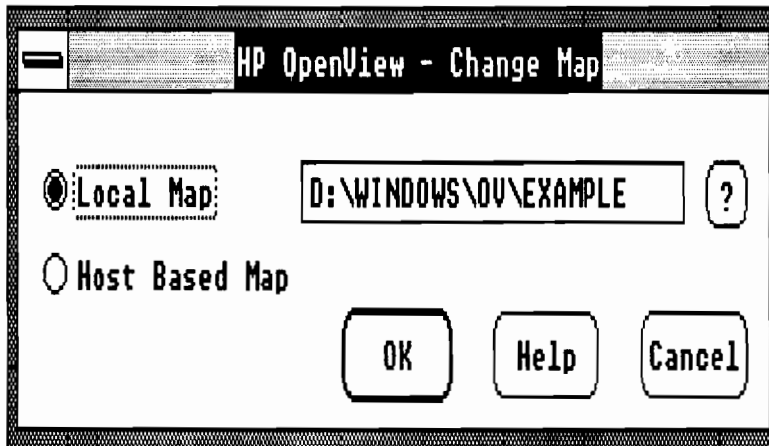 HP OpenView - Change Map
Local Map D:\WINDOWS\OV\EXAMPLE ?
Host Based Map
OK Help Cancel